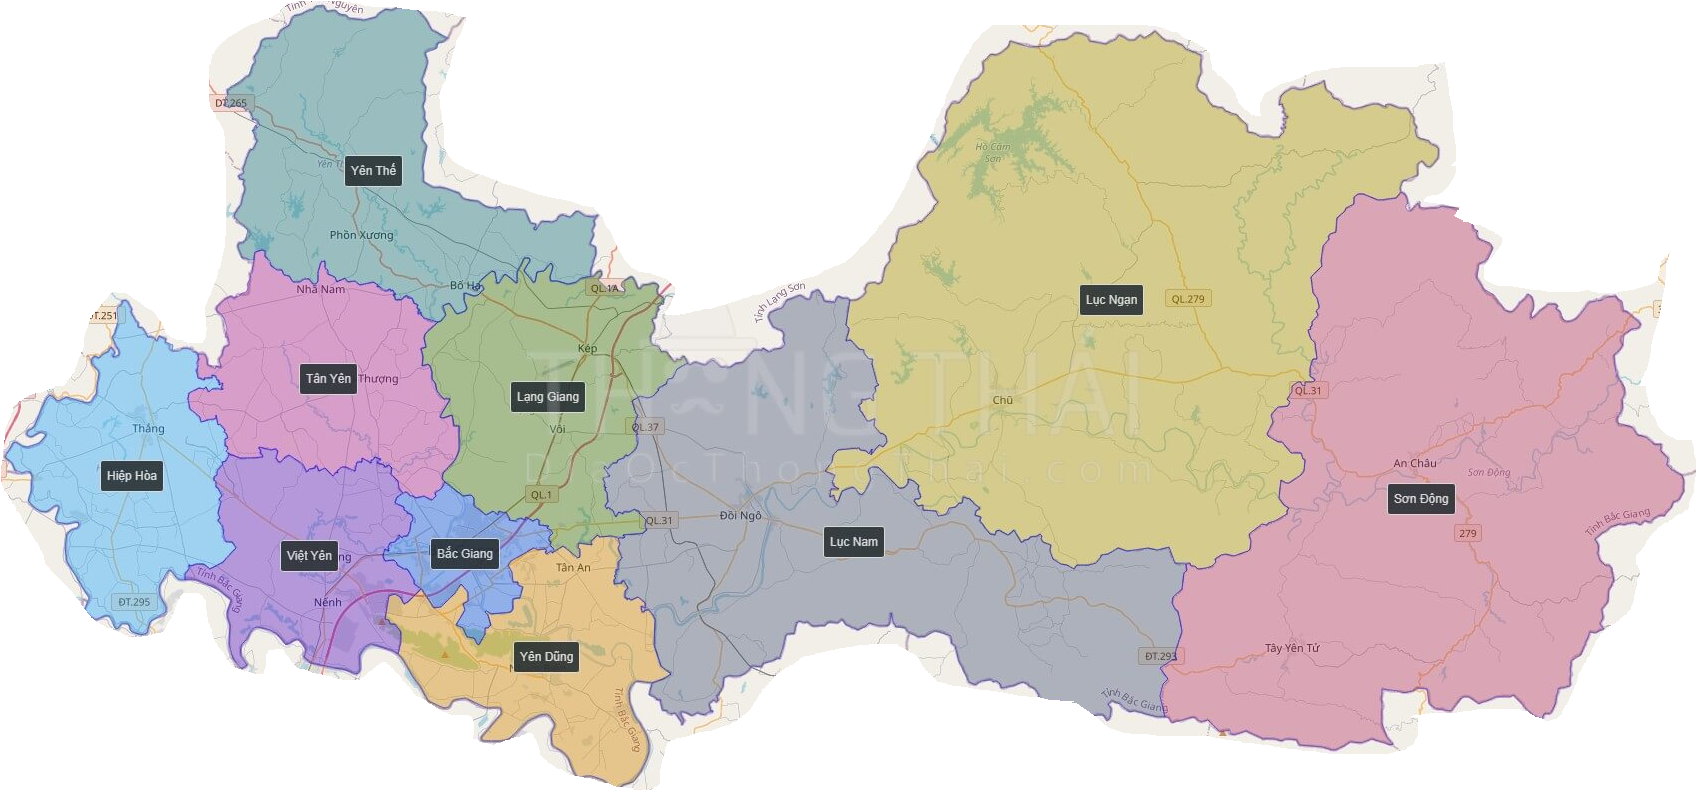 Tỉnh
Nguyên
ĐT.265
Yên Thế
Phồn Xương
Bố Hạ
QL.1A
Nhã Nam
ĐT.251
Tỉnh Lạng Sơn
Hồ Cấm
Sơn
Lục Ngạn
QL.279
Kép
Tân Yên
Thượng
Lạng Giang
THÔNG THÁI
QL.31
Chũ
Thắng
Vôi
QL.37
DiaOcThongThai.com
Hiệp Hòa
QL.1
An Châu
Sơn Động
Sơn Động
QL.31
Đồi Ngô
Lục Nam
279
Tỉnh Bắc Giang
Việt Yên
Bắc Giang
Tân An
Tỉnh Bắc Giang
ĐT.295
Nếnh
Yên Dũng
ĐT.293
Tây Yên Tử
Tỉnh Bắc Giang
Tỉnh Bắc Giang